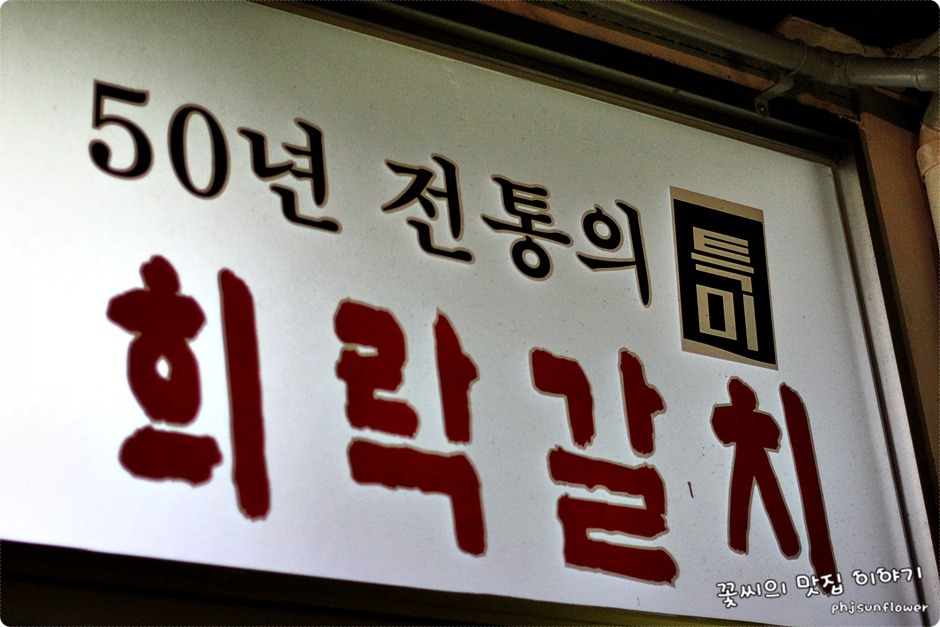 50년 전통의
특미
희락갈치
꽃씨의 맛집 이야기
phjsunflower